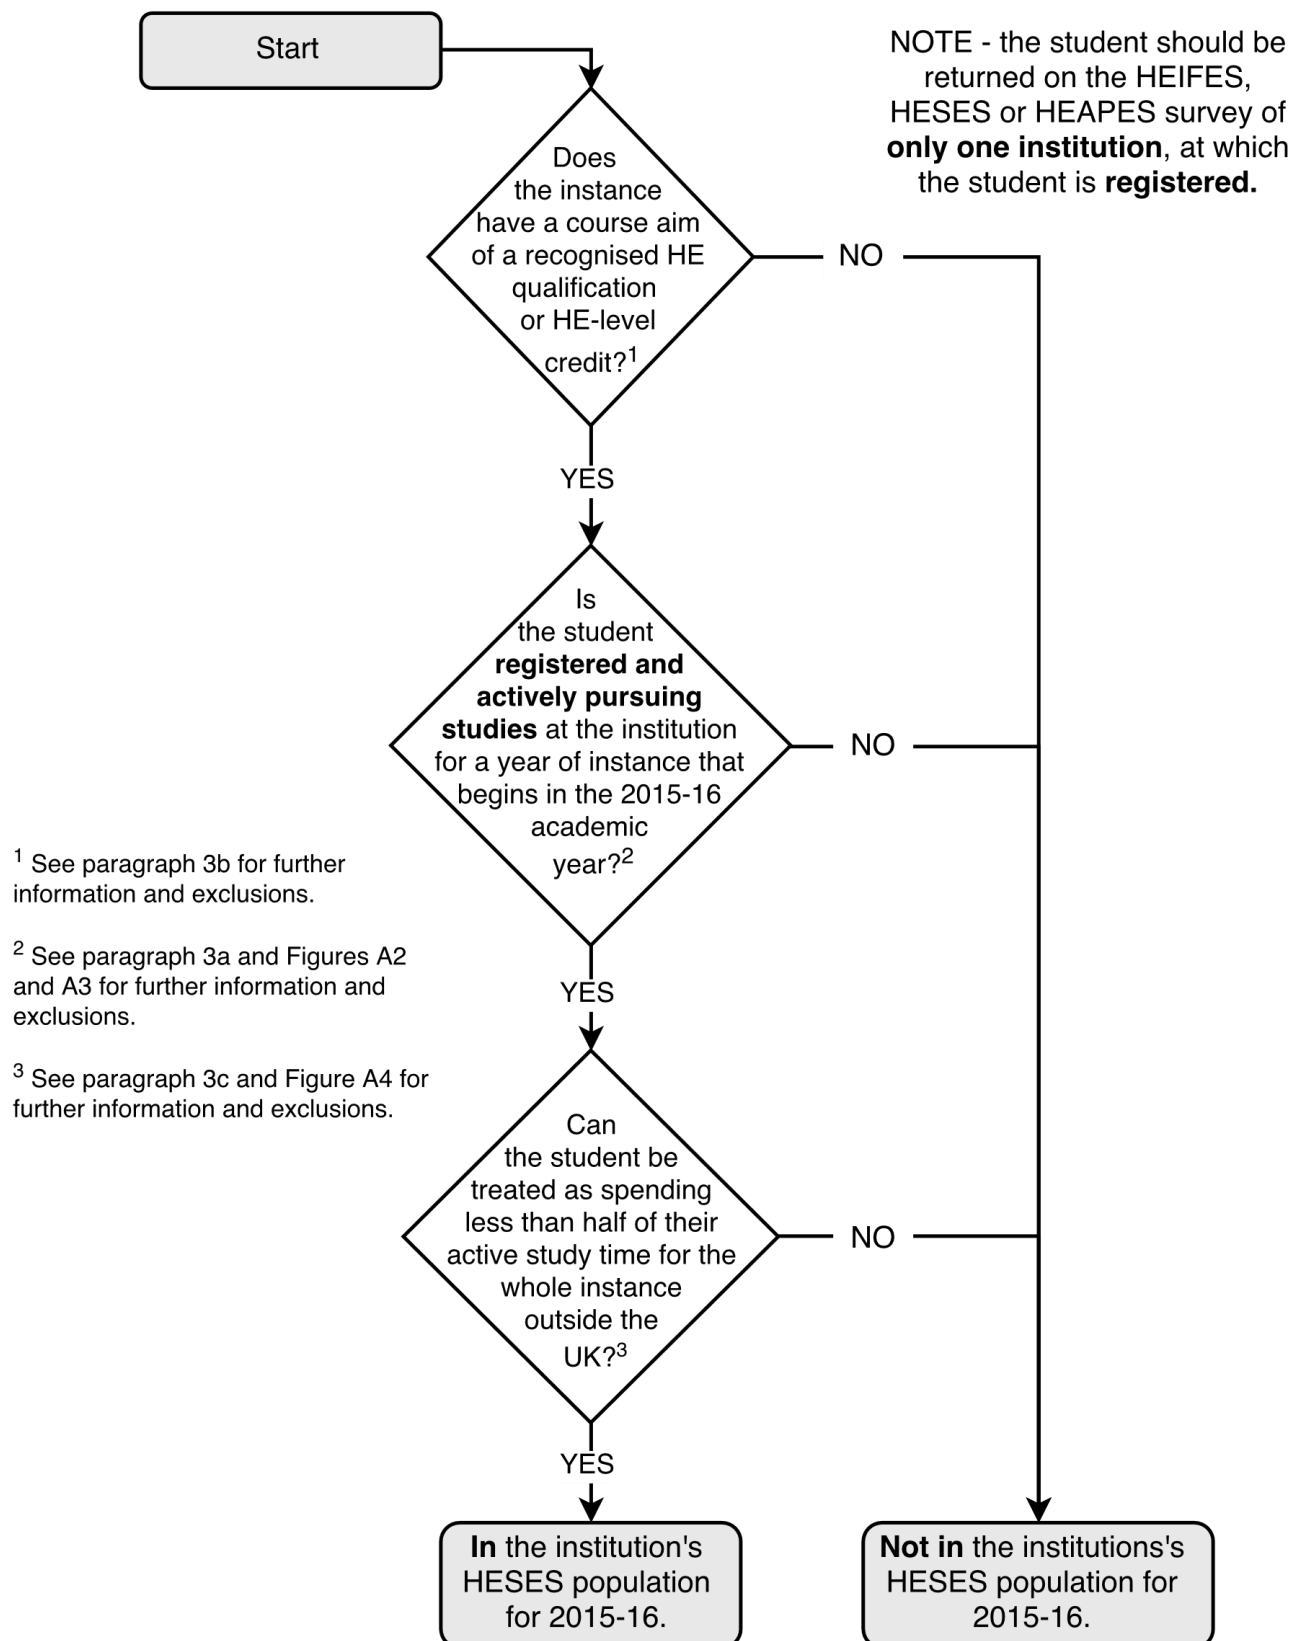 Start
NOTE - the student should be
returned on the HEIFES,
HESES or HEAPES survey of
only one institution, at which
the student is registered.
Does
the instance
have a course aim
of a recognised HE
qualification
or HE-level
credit?1
NO
YES
Is
the student
registered and
actively pursuing
studies at the institution
for a year of instance that
begins in the 2015-16
academic
year?2
NO
YES
1 See paragraph 3b for further
information and exclusions.
2 See paragraph 3a and Figures A2
and A3 for further information and
exclusions.
3 See paragraph 3c and Figure A4 for
further information and exclusions.
Can
the student be
treated as spending
less than half of their
active study time for the
whole instance
outside the
UK?3
NO
YES
In the institution's
HESES population
for 2015-16.
Not in the institutions's
HESES population for
2015-16.